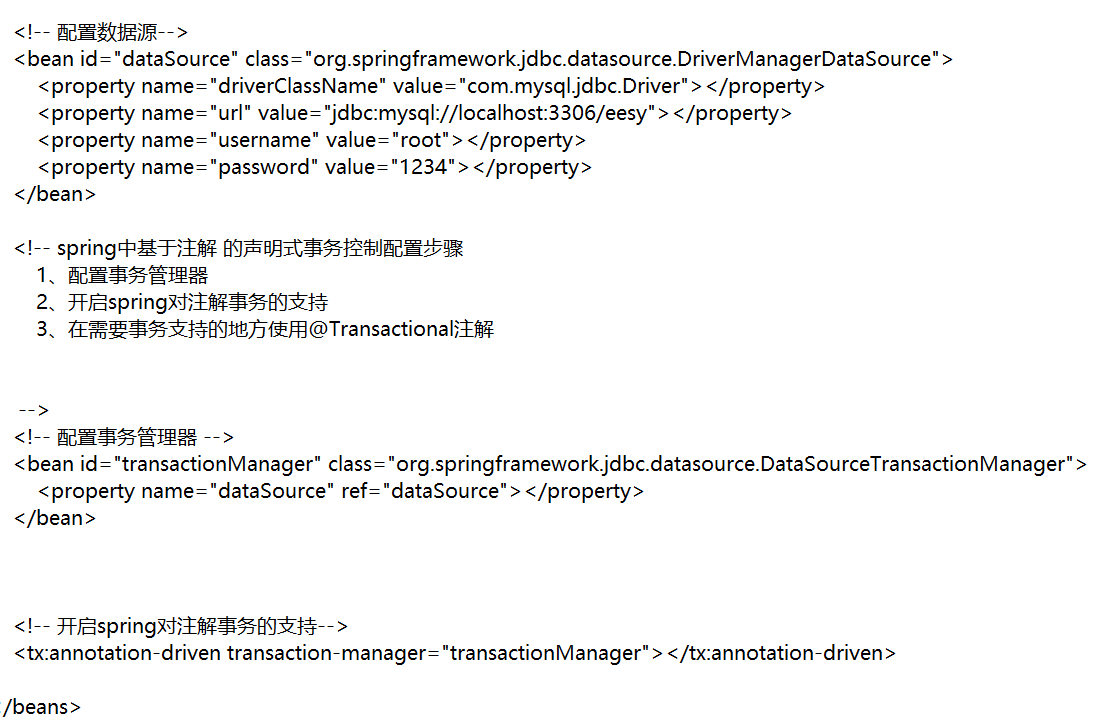 <!-- 配置数据源-->
<bean id="dataSource" class="org.springframework.jdbc.datasource.DriverManagerDataSource">
<property name="driverClassName" value="com.mysql.jdbc.Driver"></property>
<property name="url" value="jdbc:mysql://localhost:3306/eesy"></property>
<property name="username" value="root"></property>
<property name="password" value="1234"></property>
</bean>
<!-- spring中基于注解 的声明式事务控制配置步骤
1、配置事务管理器
2、开启spring对注解事务的支持
3、在需要事务支持的地方使用@Transactional注解
-->
<!-- 配置事务管理器 -->
<bean id="transactionManager" class="org.springframework.jdbc.datasource.DataSourceTransactionManager">
<property name="dataSource" ref="dataSource"></property>
</bean>
<!-- 开启spring对注解事务的支持-->
<tx:annotation-driven transaction-manager="transactionManager"></tx:annotation-driven>
</beans>